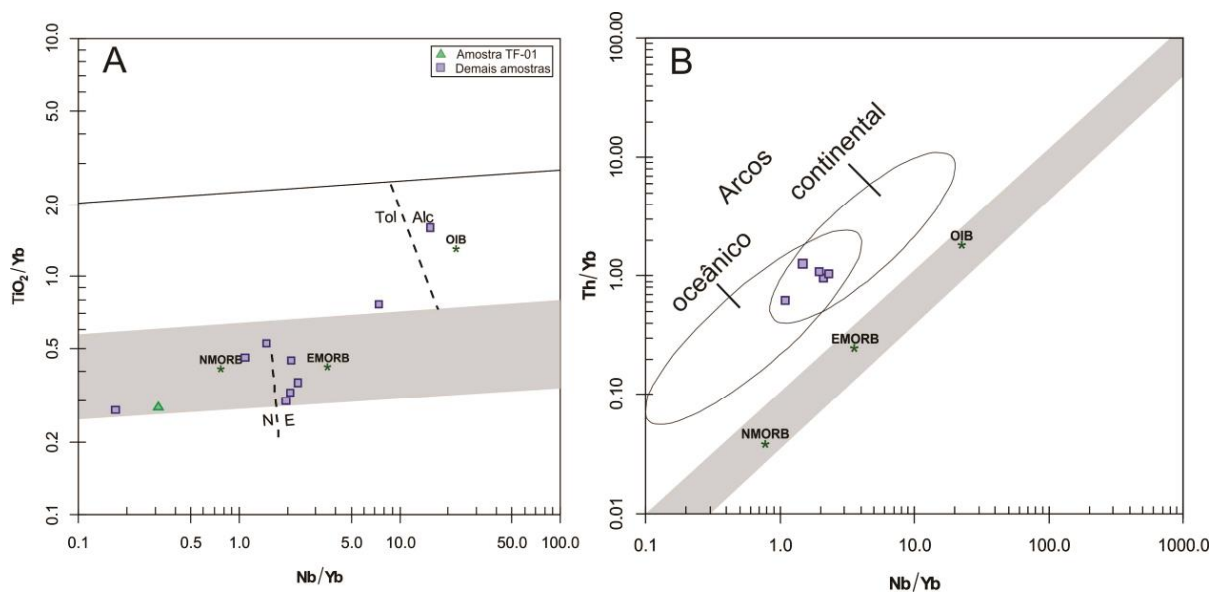 A
Amostra TF-01
Demais amostras
10.0
5.0
2.0
1.0
0.5
0.2
0.1
TiO2/Yb
Tol Alc
OIB
NMORB
EMORB
N E
0.1 0.5 1.0 5.0 10.0 50.0 100.0
Nb/Yb
B
100.00
10.00
1.00
0.10
0.01
Th/Yb
Arcos
continental
oceânico
OIB
EMORB
NMORB
0.1 1.0 10.0 100.0 1000.0
Nb/Yb